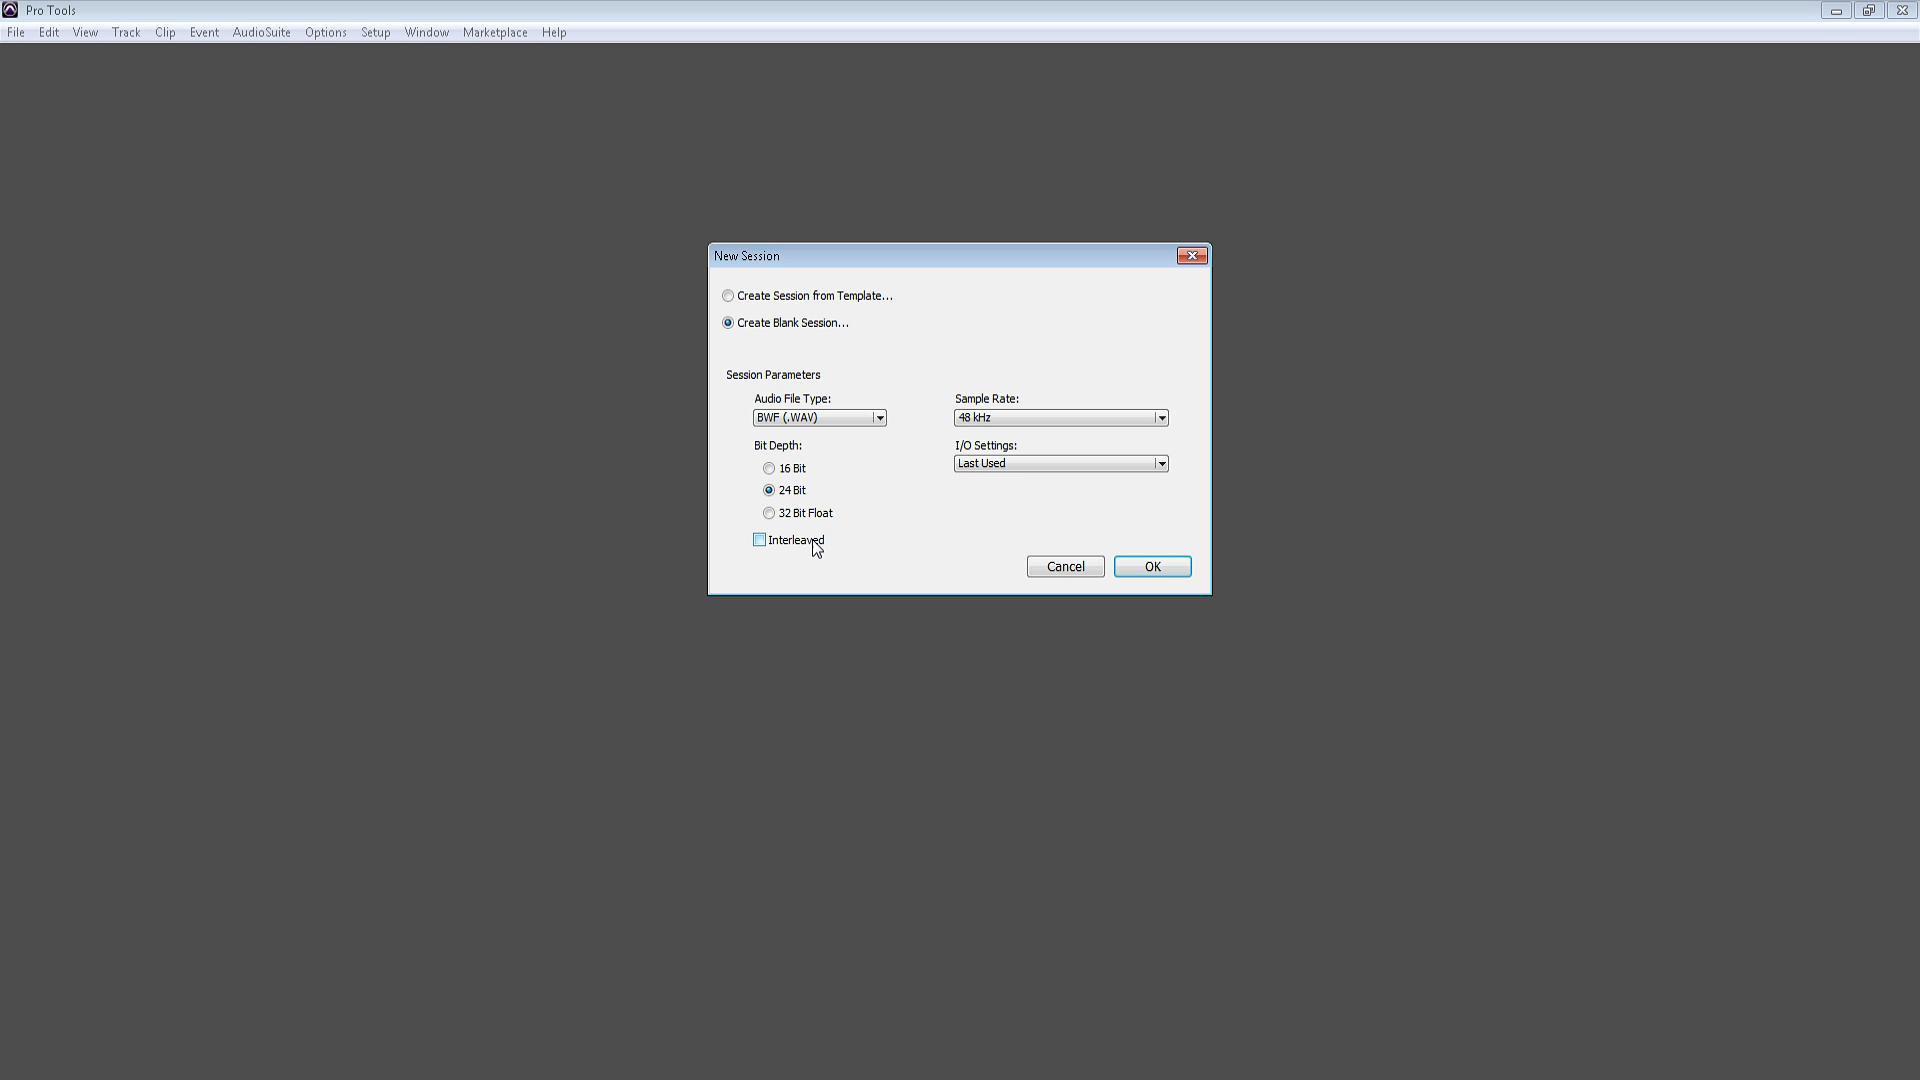 Pro Tools
File Edit View Track Clip Event AudioSuite Options Setup Window Marketplace Help
New Session
Create Session from Template...
Create Blank Session...
Session Parameters
Audio File Type:
BWF (.WAV)
Sample Rate:
48 kHz
Bit Depth:
16 Bit
24 Bit
32 Bit Float
I/O Settings:
Last Used
Interleaved
Cancel OK